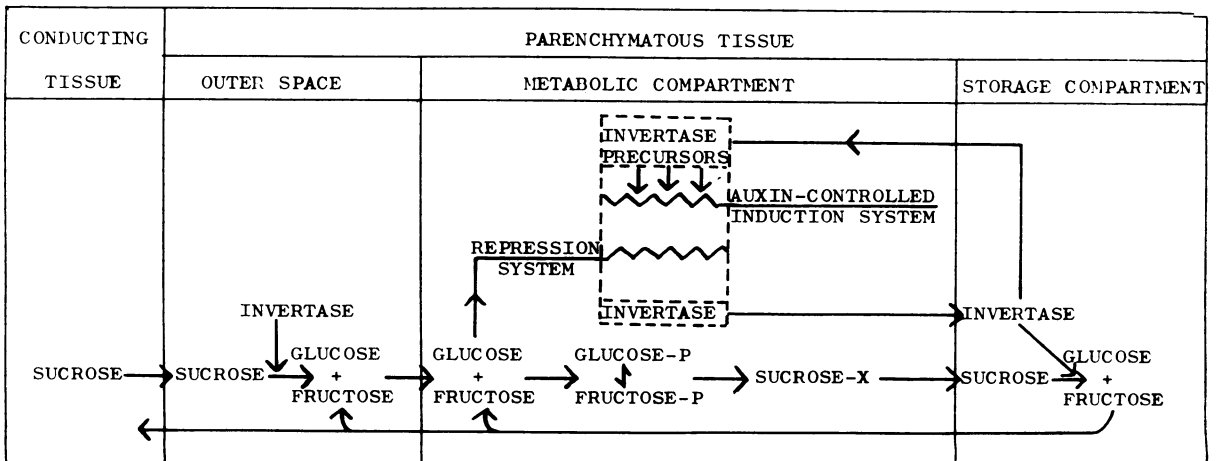 CONDUCTING
TISSUE
PARENCHYMATOUS TISSUE
OUTER SPACE
METABOLIC COMPARTMENT
STORAGE COMPARTMENT
INVERTASE
PRECURSORS
AUXIN-CONTROLLED
INDUCTION SYSTEM
REPRESSION
SYSTEM
INVERTASE
INVERTASE
INVERTASE
SUCROSE
SUCROSE
GLUCOSE
+
FRUCTOSE
GLUCOSE
+
FRUCTOSE
GLUCOSE-P
FRUCTOSE-P
SUCROSE-X
SUCROSE
GLUCOSE
+
FRUCTOSE